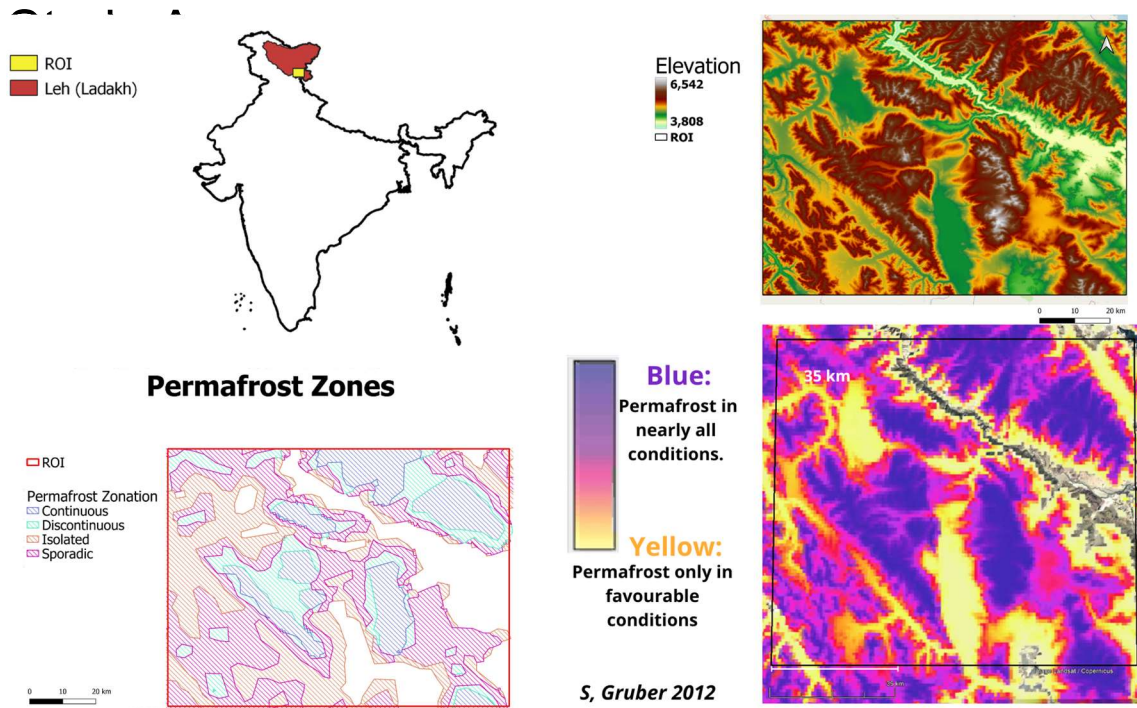 ROI
Leh (Ladakh)
Elevation
6,542
3,808
ROI
0 10 20 km
Permafrost Zones
ROI
Permafrost Zonation
Continuous
Discontinuous
Isolated
Sporadic
0 10 20 km
Blue:
Permafrost in
nearly all
conditions.
Yellow:
Permafrost only in
favourable
conditions
S, Gruber 2012
35 km